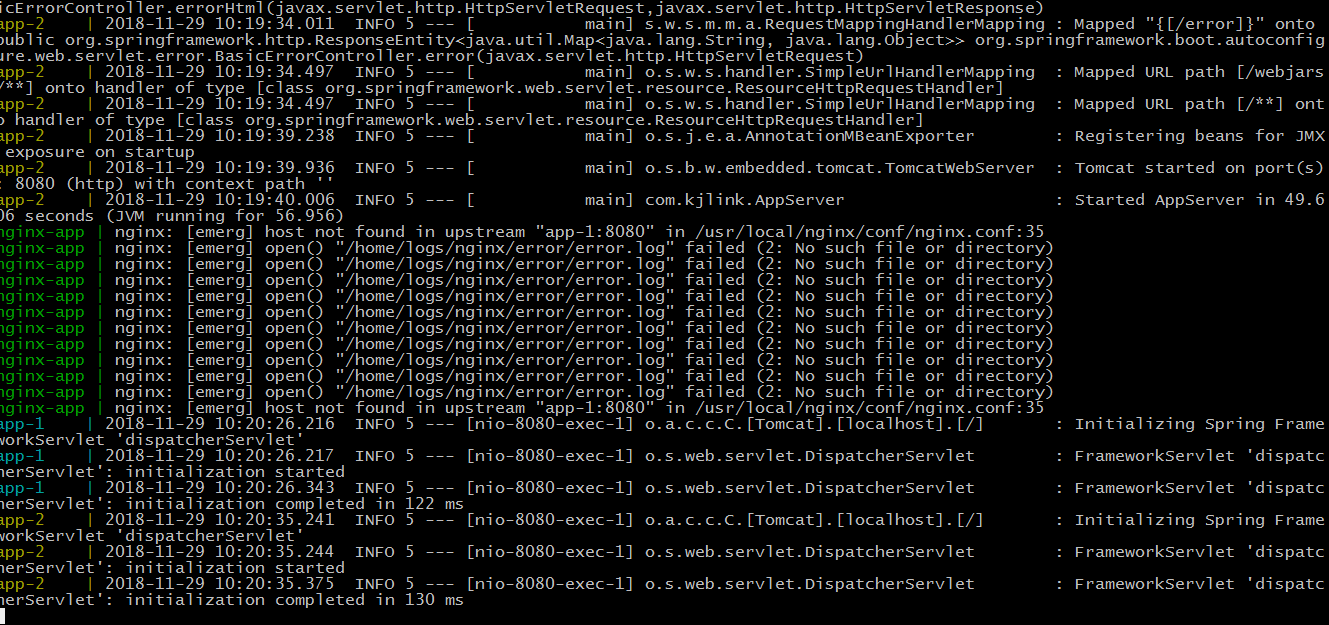 icErrorController.errorHtml(javax.servlet.http.HttpServletRequest,javax.servlet.http.HttpServletResponse)
app-2    | 2018-11-29 10:19:34.011  INFO 5 --- [           main] s.w.s.m.m.a.RequestMappingHandlerMapping : Mapped "{[/error]}" onto
public org.springframework.http.ResponseEntity<java.util.Map<java.lang.String, java.lang.Object>> org.springframework.boot.autoconfig
ure.web.servlet.error.BasicErrorController.error(javax.servlet.http.HttpServletRequest)
app-2    | 2018-11-29 10:19:34.497  INFO 5 --- [           main] o.s.w.s.handler.SimpleUrlHandlerMapping  : Mapped URL path [/webjars
/**] onto handler of type [class org.springframework.web.servlet.resource.ResourceHttpRequestHandler]
app-2    | 2018-11-29 10:19:34.497  INFO 5 --- [           main] o.s.w.s.handler.SimpleUrlHandlerMapping  : Mapped URL path [/**] ont
o handler of type [class org.springframework.web.servlet.resource.ResourceHttpRequestHandler]
app-2    | 2018-11-29 10:19:39.238  INFO 5 --- [           main] o.s.j.e.a.AnnotationMBeanExporter        : Registering beans for JMX
 exposure on startup
app-2    | 2018-11-29 10:19:39.936  INFO 5 --- [           main] o.s.b.w.embedded.tomcat.TomcatWebServer  : Tomcat started on port(s)
: 8080 (http) with context path ''
app-2    | 2018-11-29 10:19:40.006  INFO 5 --- [           main] com.kjlink.AppServer                     : Started AppServer in 49.6
06 seconds (JVM running for 56.956)
nginx-app | nginx: [emerg] host not found in upstream "app-1:8080" in /usr/local/nginx/conf/nginx.conf:35
nginx-app | nginx: [emerg] open() "/home/logs/nginx/error/error.log" failed (2: No such file or directory)
nginx-app | nginx: [emerg] open() "/home/logs/nginx/error/error.log" failed (2: No such file or directory)
nginx-app | nginx: [emerg] open() "/home/logs/nginx/error/error.log" failed (2: No such file or directory)
nginx-app | nginx: [emerg] open() "/home/logs/nginx/error/error.log" failed (2: No such file or directory)
nginx-app | nginx: [emerg] open() "/home/logs/nginx/error/error.log" failed (2: No such file or directory)
nginx-app | nginx: [emerg] open() "/home/logs/nginx/error/error.log" failed (2: No such file or directory)
nginx-app | nginx: [emerg] open() "/home/logs/nginx/error/error.log" failed (2: No such file or directory)
nginx-app | nginx: [emerg] open() "/home/logs/nginx/error/error.log" failed (2: No such file or directory)
nginx-app | nginx: [emerg] open() "/home/logs/nginx/error/error.log" failed (2: No such file or directory)
nginx-app | nginx: [emerg] open() "/home/logs/nginx/error/error.log" failed (2: No such file or directory)
nginx-app | nginx: [emerg] host not found in upstream "app-1:8080" in /usr/local/nginx/conf/nginx.conf:35
app-1    | 2018-11-29 10:20:26.216  INFO 5 --- [nio-8080-exec-1] o.a.c.c.C.[Tomcat].[localhost].[/]       : Initializing Spring Frame
workServlet 'dispatcherServlet'
app-1    | 2018-11-29 10:20:26.217  INFO 5 --- [nio-8080-exec-1] o.s.web.servlet.DispatcherServlet        : FrameworkServlet 'dispatc
herServlet': initialization started
app-1    | 2018-11-29 10:20:26.343  INFO 5 --- [nio-8080-exec-1] o.s.web.servlet.DispatcherServlet        : FrameworkServlet 'dispatc
herServlet': initialization completed in 122 ms
app-2    | 2018-11-29 10:20:35.241  INFO 5 --- [nio-8080-exec-1] o.a.c.c.C.[Tomcat].[localhost].[/]       : Initializing Spring Frame
workServlet 'dispatcherServlet'
app-2    | 2018-11-29 10:20:35.244  INFO 5 --- [nio-8080-exec-1] o.s.web.servlet.DispatcherServlet        : FrameworkServlet 'dispatc
herServlet': initialization started
app-2    | 2018-11-29 10:20:35.375  INFO 5 --- [nio-8080-exec-1] o.s.web.servlet.DispatcherServlet        : FrameworkServlet 'dispatc
herServlet': initialization completed in 130 ms